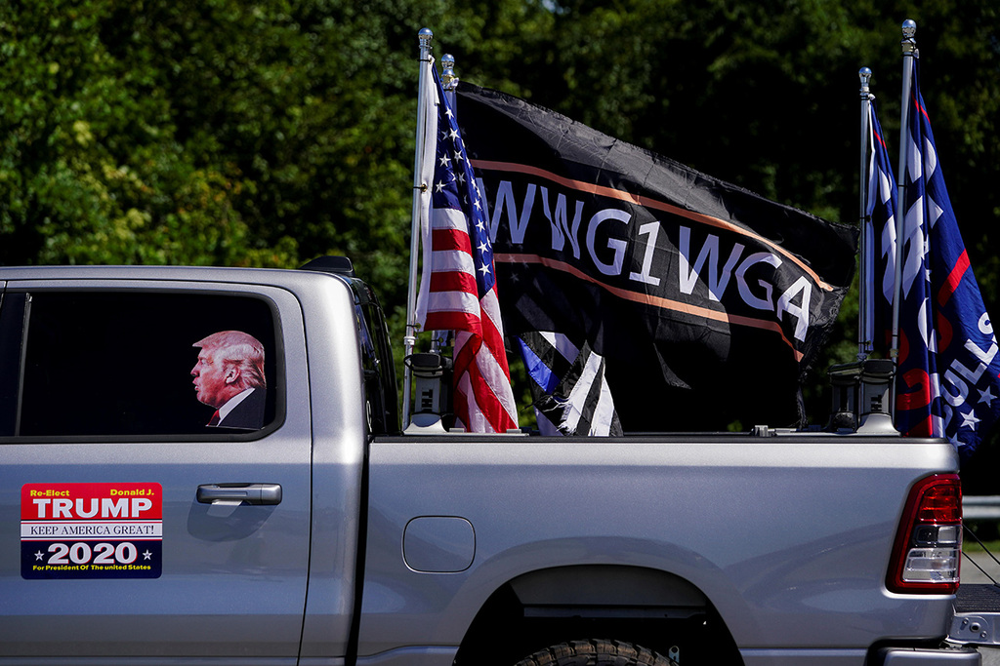 WWG1WGA
Re-Elect Donald J.
TRUMP
KEEP AMERICA GREAT!
2020
For President Of The united States